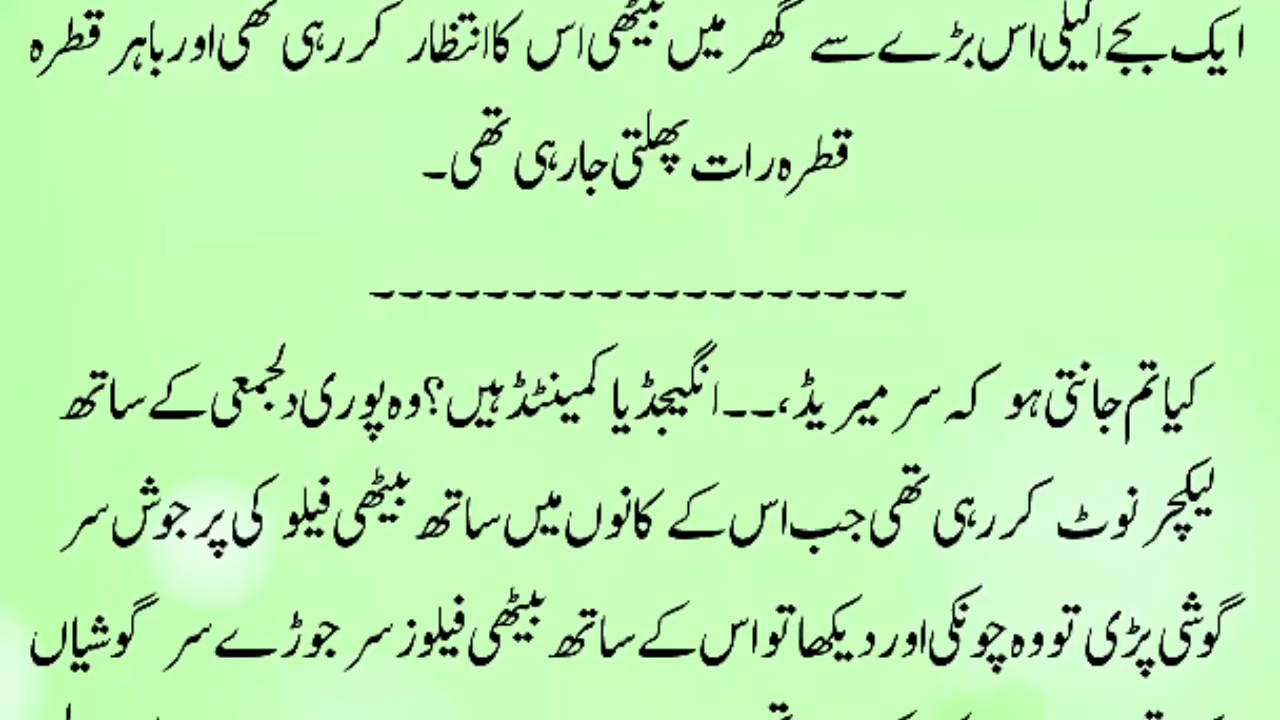 ایک بجے اکیلی اس بڑے سے گھر میں بیٹھی اس کا انتظار کر رہی تھی اور باہر قطرہ
قطرہ رات پھلتی جارہی تھی۔
-------------------
کیا تم جانتی ہو کہ سر میریڈ،۔۔انگیجڈ یا کمینٹڈ ہیں؟ وہ پوری دلجمعی کے ساتھ
لیکچر نوٹ کر رہی تھی جب اس کے کانوں میں ساتھ بیٹھی فیلو کی پر جوش سر
گوشی پڑی تو وہ چونکی اور دیکھا تو اس کے ساتھ بیٹھی فیلوز سر جوڑے سر گوشیاں